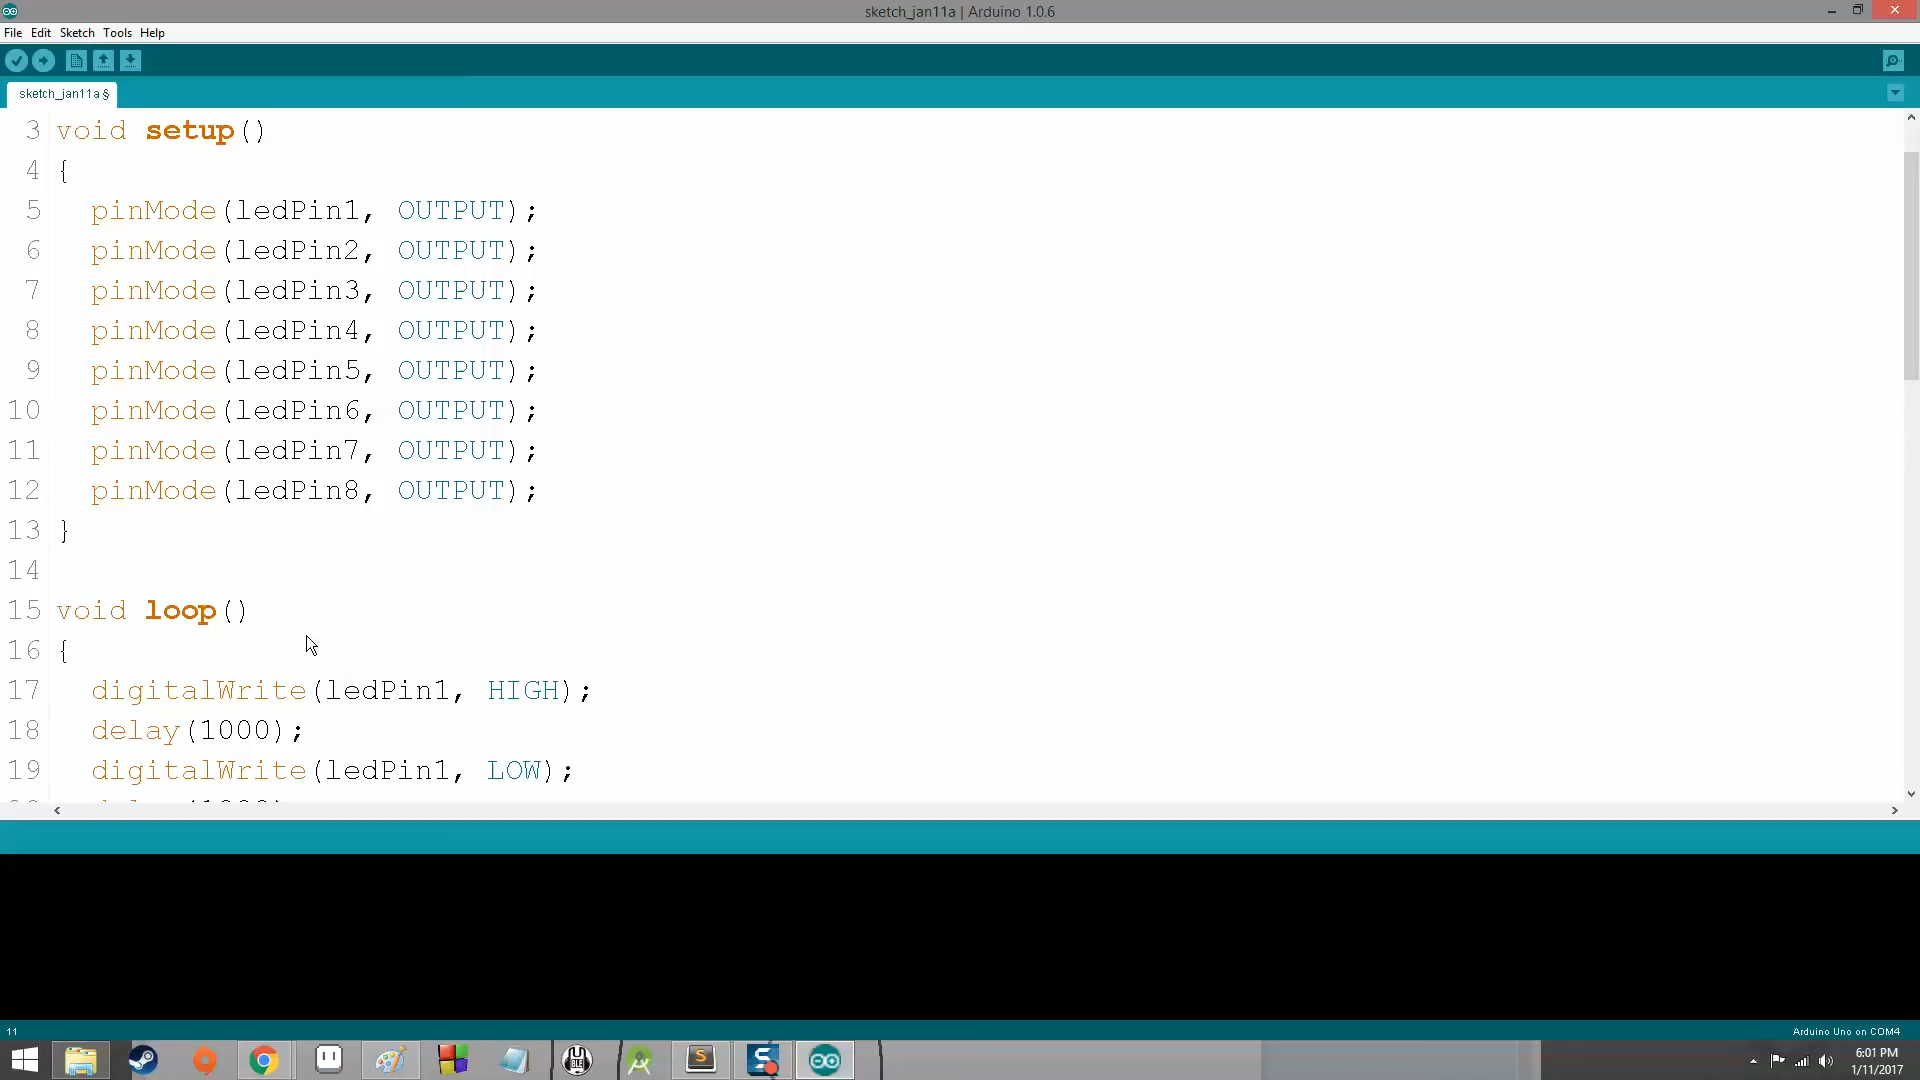 sketch_jan11a | Arduino 1.0.6
File Edit Sketch Tools Help
sketch_jan11a §
3 void setup()
4 {
5 pinMode(ledPin1, OUTPUT);
6 pinMode(ledPin2, OUTPUT);
7 pinMode(ledPin3, OUTPUT);
8 pinMode(ledPin4, OUTPUT);
9 pinMode(ledPin5, OUTPUT);
10 pinMode(ledPin6, OUTPUT);
11 pinMode(ledPin7, OUTPUT);
12 pinMode(ledPin8, OUTPUT);
13 }
14
15 void loop()
16 {
17 digitalWrite(ledPin1, HIGH);
18 delay(1000);
19 digitalWrite(ledPin1, LOW);
11
Arduino Uno on COM4
6:01 PM
1/11/2017